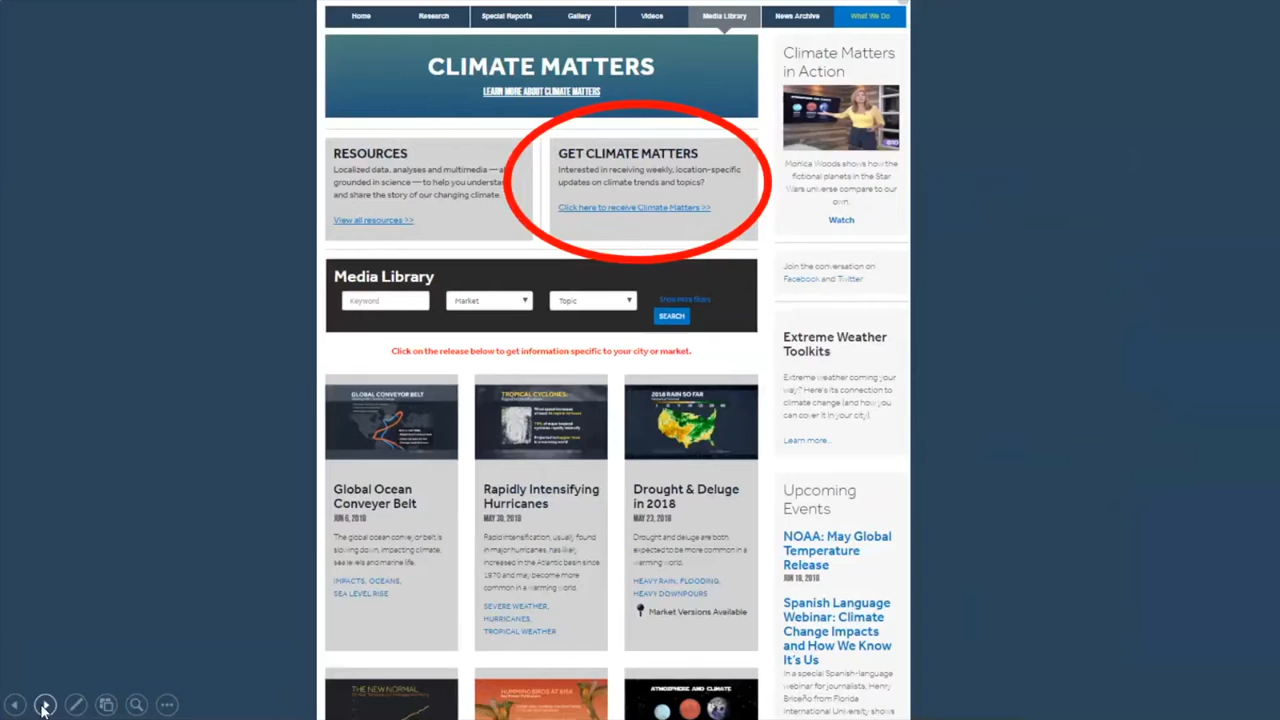 Home Research Special Reports Gallery Videos Media Library News Archive What We Do
CLIMATE MATTERS
LEARN MORE ABOUT CLIMATE MATTERS
RESOURCES
Localized data, analyses and multimedia — a
grounded in science — to help you understan
and share the story of our changing climate.
View all resources >>
GET CLIMATE MATTERS
Interested in receiving weekly, location-specific
updates on climate trends and topics?
Click here to receive Climate Matters >>
Media Library
Keyword Market Topic Show more filters
SEARCH
Click on the release below to get information specific to your city or market.
GLOBAL CONVEYOR BELT
Global Ocean
Conveyer Belt
JUN 6, 2018
The global ocean conveyor belt is
slowing down, impacting climate,
sea levels and marine life.
IMPACTS, OCEANS,
SEA LEVEL RISE
TROPICAL CYCLONES:
Rapidly Intensifying
Hurricanes
MAY 30, 2018
Rapid intensification, usually found
in major hurricanes, has likely
increased in the Atlantic basin since
1970 and may become more
common in a warming world.
SEVERE WEATHER,
HURRICANES,
TROPICAL WEATHER
2018 RAIN SO FAR
Drought & Deluge
in 2018
MAY 23, 2018
Drought and deluge are both
expected to be more common in a
warming world.
HEAVY RAIN, FLOODING,
HEAVY DOWNPOURS
Market Versions Available
THE NEW NORMAL
HUMMINGBIRDS AT RISK
ATMOSPHERE AND CLIMATE
Climate Matters
in Action
Monica Woods shows how the
fictional planets in the Star
Wars universe compare to our
own.
Watch
Join the conversation on
Facebook and Twitter
Extreme Weather
Toolkits
Extreme weather coming your
way? Here's its connection to
climate change (and how you
can cover it in your city).
Learn more...
Upcoming
Events
NOAA: May Global
Temperature
Release
JUN 18, 2018
Spanish Language
Webinar: Climate
Change Impacts
and How We Know
It's Us
In a special Spanish-language
webinar for journalists, Henry
Briceño from Florida
International University shows